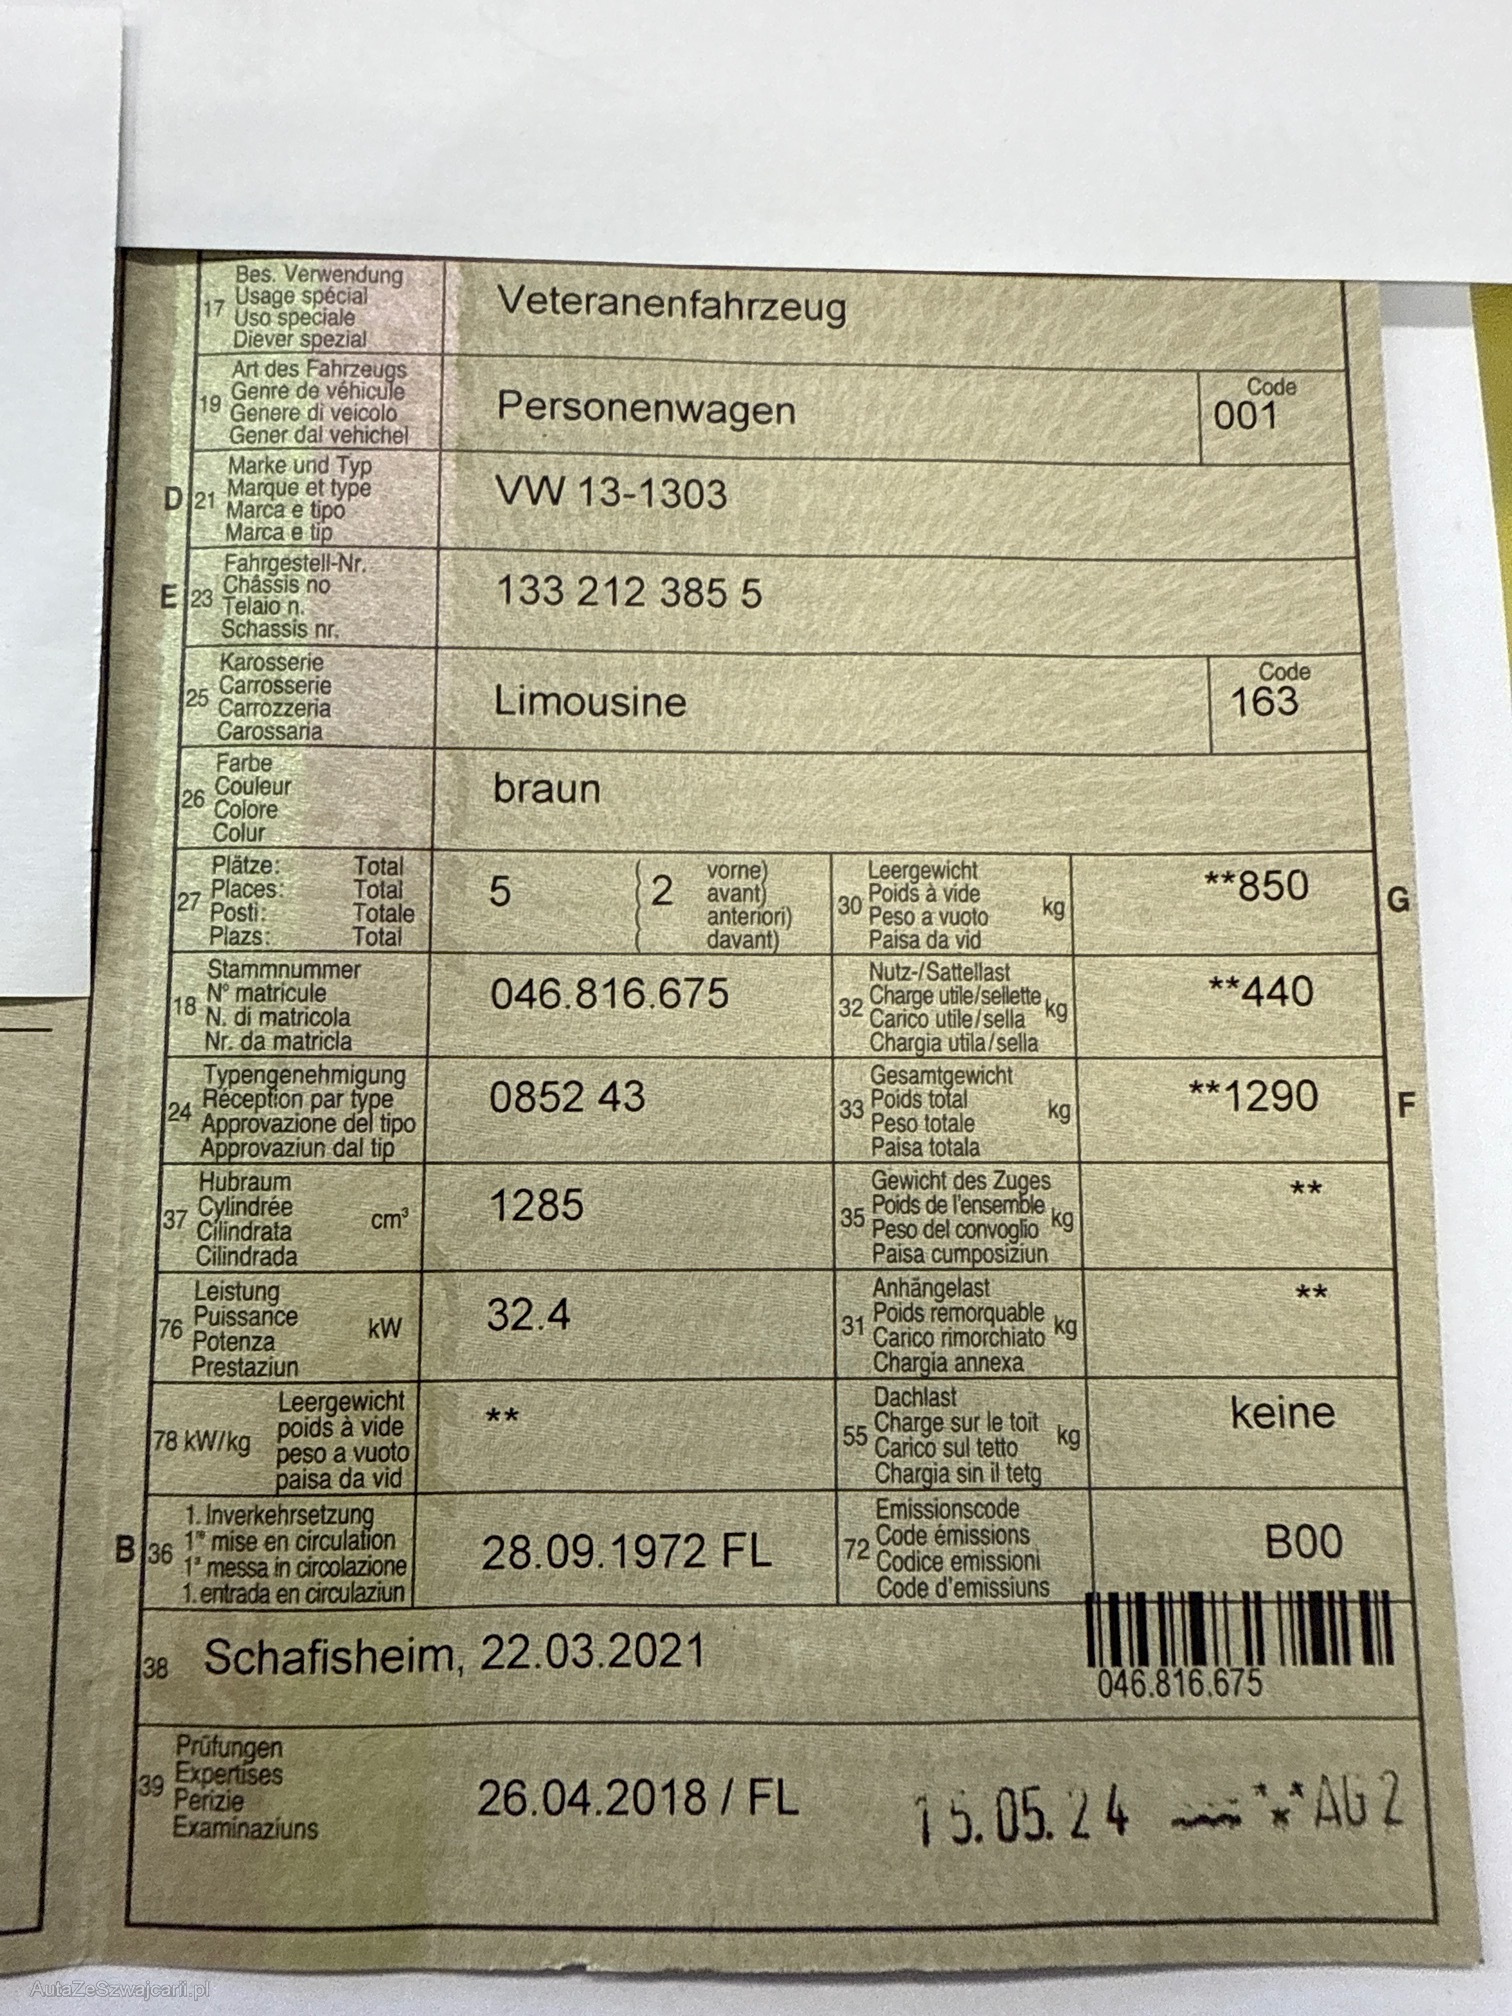 17 Bes. Verwendung
Usage spécial
Uso speciale
Diever spezial
Veteranenfahrzeug
19 Art des Fahrzeugs
Genre de véhicule
Genere di veicolo
Gener dal vehichel
Personenwagen
Code
001
D 21 Marke und Typ
Marque et type
Marca e tipo
Marca e tip
VW 13-1303
E 23 Fahrgestell-Nr.
Châssis no
Telaio n.
Schassis nr.
133 212 385 5
25 Karosserie
Carrosserie
Carrozzeria
Carossaria
Limousine
Code
163
26 Farbe
Couleur
Colore
Colur
braun
27 Plätze: Total
Places: Total
Posti: Totale
Plazs: Total
5 ( 2 vorne)
( avant)
( anteriori)
( davant)
30 Leergewicht
Poids à vide
Peso a vuoto
Paisa da vid
kg
**850 G
18 Stammnummer
N° matricule
N. di matricola
Nr. da matricla
046.816.675
32 Nutz-/Sattellast
Charge utile/sellette
Carico utile/sella
Chargia utila/sella
kg
**440
24 Typengenehmigung
Réception par type
Approvazione del tipo
Approvaziun dal tip
0852 43
33 Gesamtgewicht
Poids total
Peso totale
Paisa totala
kg
**1290 F
37 Hubraum
Cylindrée
Cilindrata
Cilindrada
cm³
1285
35 Gewicht des Zuges
Poids de l'ensemble
Peso del convoglio
Paisa cumposiziun
kg
**
76 Leistung
Puissance
Potenza
Prestaziun
kW
32.4
31 Anhängelast
Poids remorquable
Carico rimorchiato
Chargia annexa
kg
**
78 kW/kg Leergewicht
poids à vide
peso a vuoto
paisa da vid
**
55 Dachlast
Charge sur le toit
Carico sul tetto
Chargia sin il tetg
kg
keine
B 36 1. Inverkehrsetzung
1re mise en circulation
1a messa in circolazione
1. entrada en circulaziun
28.09.1972 FL
72 Emissionscode
Code émissions
Codice emissioni
Code d'emissiuns
B00
38 Schafisheim, 22.03.2021
046.816.675
39 Prüfungen
Expertises
Perizie
Examinaziuns
26.04.2018 / FL
15.05.24 AG 2
AutaZeSzwajcarii.pl